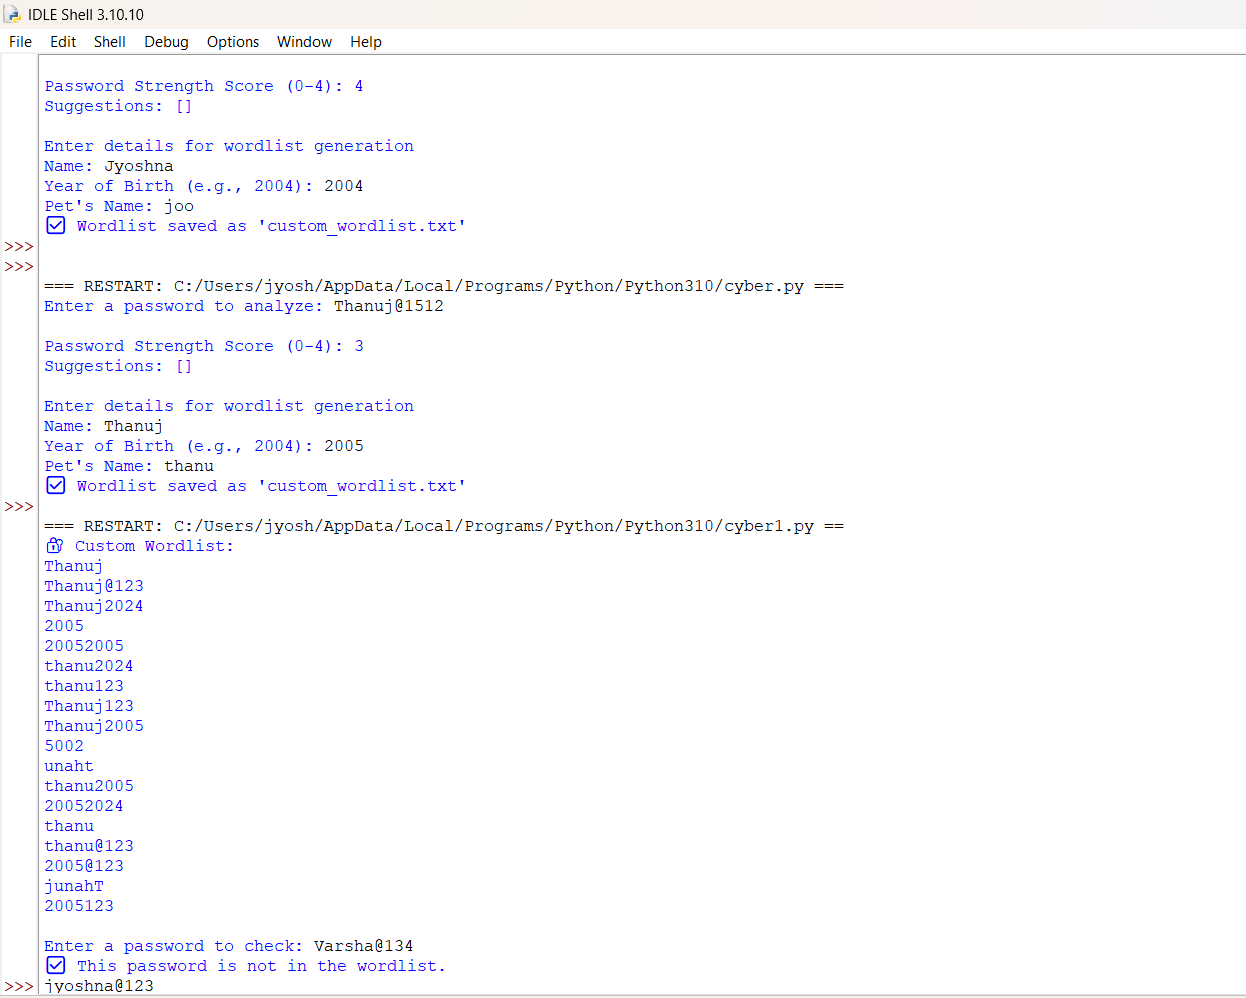 IDLE Shell 3.10.10
File Edit Shell Debug Options Window Help
Password Strength Score (0-4): 4
Suggestions: []
Enter details for wordlist generation
Name: Jyoshna
Year of Birth (e.g., 2004): 2004
Pet's Name: joo
☑ Wordlist saved as 'custom_wordlist.txt'
>>>
>>>
=== RESTART: C:/Users/jyosh/AppData/Local/Programs/Python/Python310/cyber.py ===
Enter a password to analyze: Thanuj@1512
Password Strength Score (0-4): 3
Suggestions: []
Enter details for wordlist generation
Name: Thanuj
Year of Birth (e.g., 2004): 2005
Pet's Name: thanu
☑ Wordlist saved as 'custom_wordlist.txt'
>>>
=== RESTART: C:/Users/jyosh/AppData/Local/Programs/Python/Python310/cyber1.py ==
🔐 Custom Wordlist:
Thanuj
Thanuj@123
Thanuj2024
2005
20052005
thanu2024
thanu123
Thanuj123
Thanuj2005
5002
unaht
thanu2005
20052024
thanu
thanu@123
2005@123
junahT
2005123
Enter a password to check: Varsha@134
☑ This password is not in the wordlist.
>>> jyoshna@123